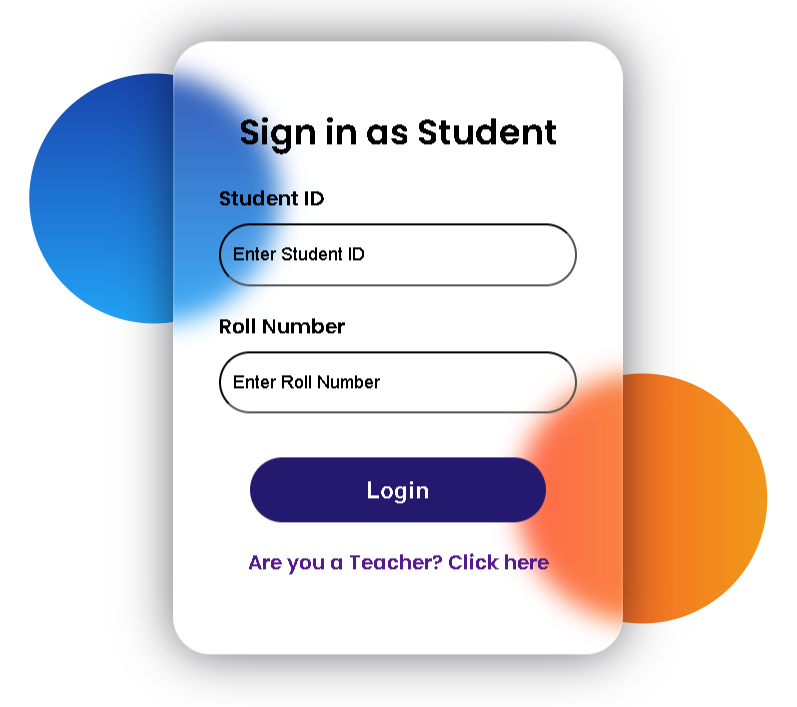 Sign in as Student
Student ID
Enter Student ID
Roll Number
Enter Roll Number
Login
Are you a Teacher? Click here